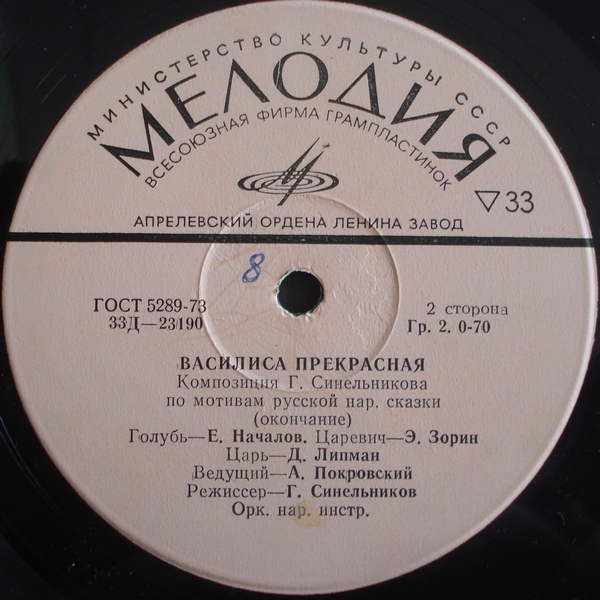 МИНИСТЕРСТВО КУЛЬТУРЫ СССР
МЕЛОДИЯ
ВСЕСОЮЗНАЯ ФИРМА ГРАМПЛАСТИНОК
33
АПРЕЛЕВСКИЙ ОРДЕНА ЛЕНИНА ЗАВОД
8
ГОСТ 5289-73
33Д—23190
2 сторона
Гр. 2. 0-70
ВАСИЛИСА ПРЕКРАСНАЯ
Композиция Г. Синельникова
по мотивам русской нар. сказки
(окончание)
Голубь—Е. Началов. Царевич—Э. Зорин
Царь—Д. Липман
Ведущий—А. Покровский
Режиссер—Г. Синельников
Орк. нар. инстр.